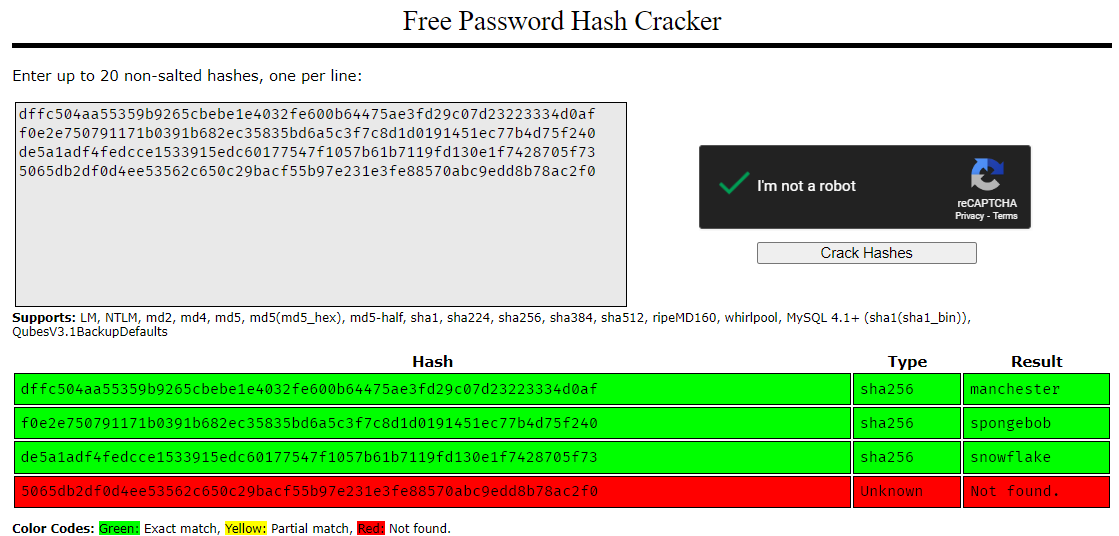 Free Password Hash Cracker
Enter up to 20 non-salted hashes, one per line:
dffc504aa55359b9265cbebe1e4032fe600b64475ae3fd29c07d23223334d0af
f0e2e750791171b0391b682ec35835bd6a5c3f7c8d1d0191451ec77b4d75f240
de5a1adf4fedcce1533915edc60177547f1057b61b7119fd130e1f7428705f73
5065db2df0d4ee53562c650c29bacf55b97e231e3fe88570abc9edd8b78ac2f0
I'm not a robot
reCAPTCHA
Privacy - Terms
Crack Hashes
Supports: LM, NTLM, md2, md4, md5, md5(md5_hex), md5-half, sha1, sha224, sha256, sha384, sha512, ripeMD160, whirlpool, MySQL 4.1+ (sha1(sha1_bin)),
QubesV3.1BackupDefaults
Hash Type Result
dffc504aa55359b9265cbebe1e4032fe600b64475ae3fd29c07d23223334d0af sha256 manchester
f0e2e750791171b0391b682ec35835bd6a5c3f7c8d1d0191451ec77b4d75f240 sha256 spongebob
de5a1adf4fedcce1533915edc60177547f1057b61b7119fd130e1f7428705f73 sha256 snowflake
5065db2df0d4ee53562c650c29bacf55b97e231e3fe88570abc9edd8b78ac2f0 Unknown Not found.
Color Codes: Green: Exact match, Yellow: Partial match, Red: Not found.